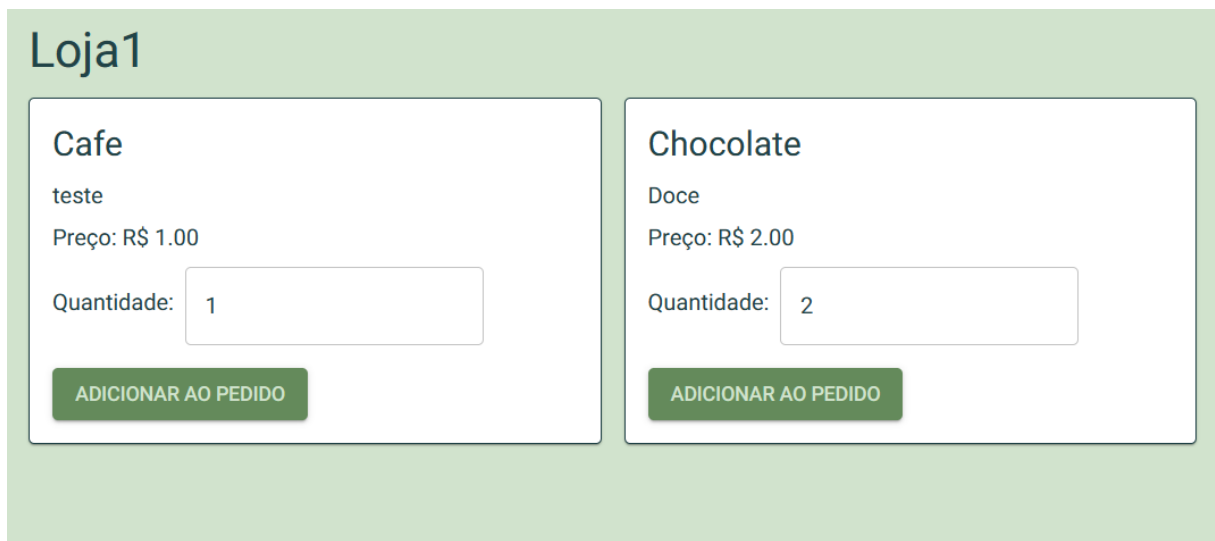 Loja1
Cafe
teste
Preço: R$ 1.00
Quantidade: 1
ADICIONAR AO PEDIDO
Chocolate
Doce
Preço: R$ 2.00
Quantidade: 2
ADICIONAR AO PEDIDO